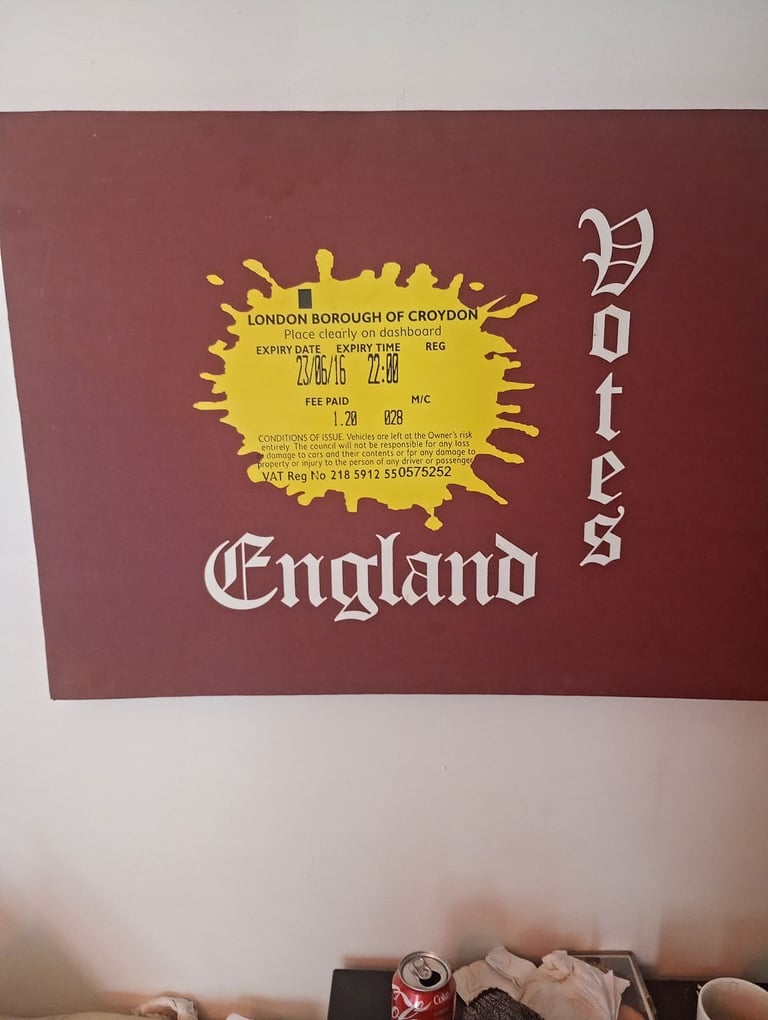 LONDON BOROUGH OF CROYDON
Place clearly on dashboard
EXPIRY DATE EXPIRY TIME REG
23/06/16 22:00
FEE PAID M/C
1.20 028
CONDITIONS OF ISSUE. Vehicles are left at the Owner's risk
entirely. The council will not be responsible for any loss
or damage to cars and their contents or for any damage to
property or injury to the person of any driver or passenger
VAT Reg No 218 5912 550575252
England
Votes
Coke